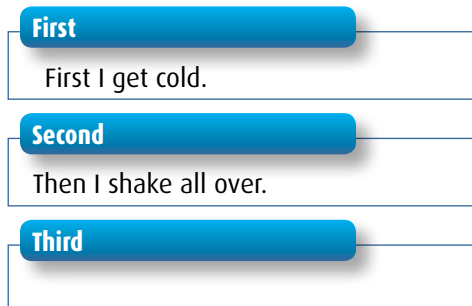 First
First I get cold.
Second
Then I shake all over.
Third